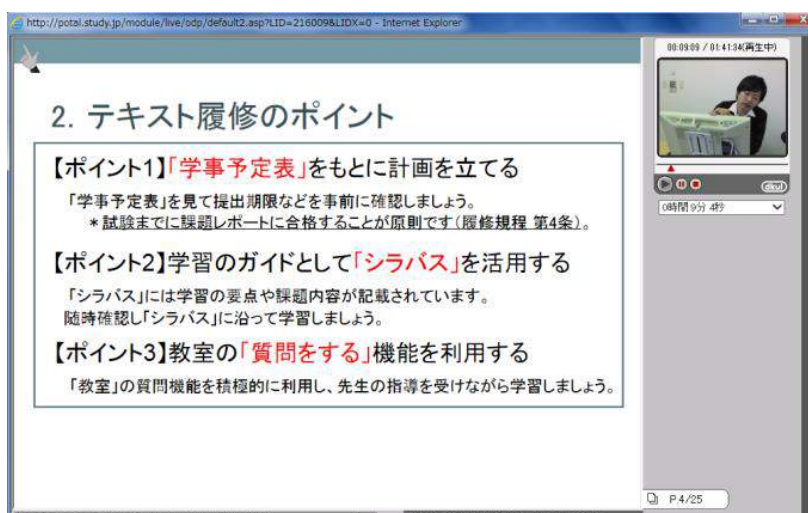 http://potal.study.jp/module/live/odp/default2.asp?LID=216009&LIDX=0 - Internet Explorer
00:09:09 / 01:41:34(再生中)
2. テキスト履修のポイント
【ポイント1】「学事予定表」をもとに計画を立てる
「学事予定表」を見て提出期限などを事前に確認しましょう。
*試験までに課題レポートに合格することが原則です(履修規程 第4条)。
【ポイント2】学習のガイドとして「シラバス」を活用する
「シラバス」には学習の要点や課題内容が記載されています。
随時確認し「シラバス」に沿って学習しましょう。
【ポイント3】教室の「質問をする」機能を利用する
「教室」の質問機能を積極的に利用し、先生の指導を受けながら学習しましょう。
dkul
0時間 9分 4秒
P.4/25